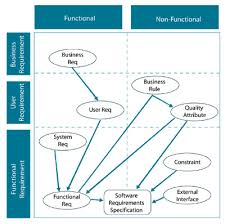 Functional
Non-Functional
Business
Requirement
Business
Req
Business
Rule
User
Requirement
User Req
Quality
Attribute
Functional
Requirement
System
Req
Constraint
Functional
Req
Software
Requirements
Specification
External
Interface